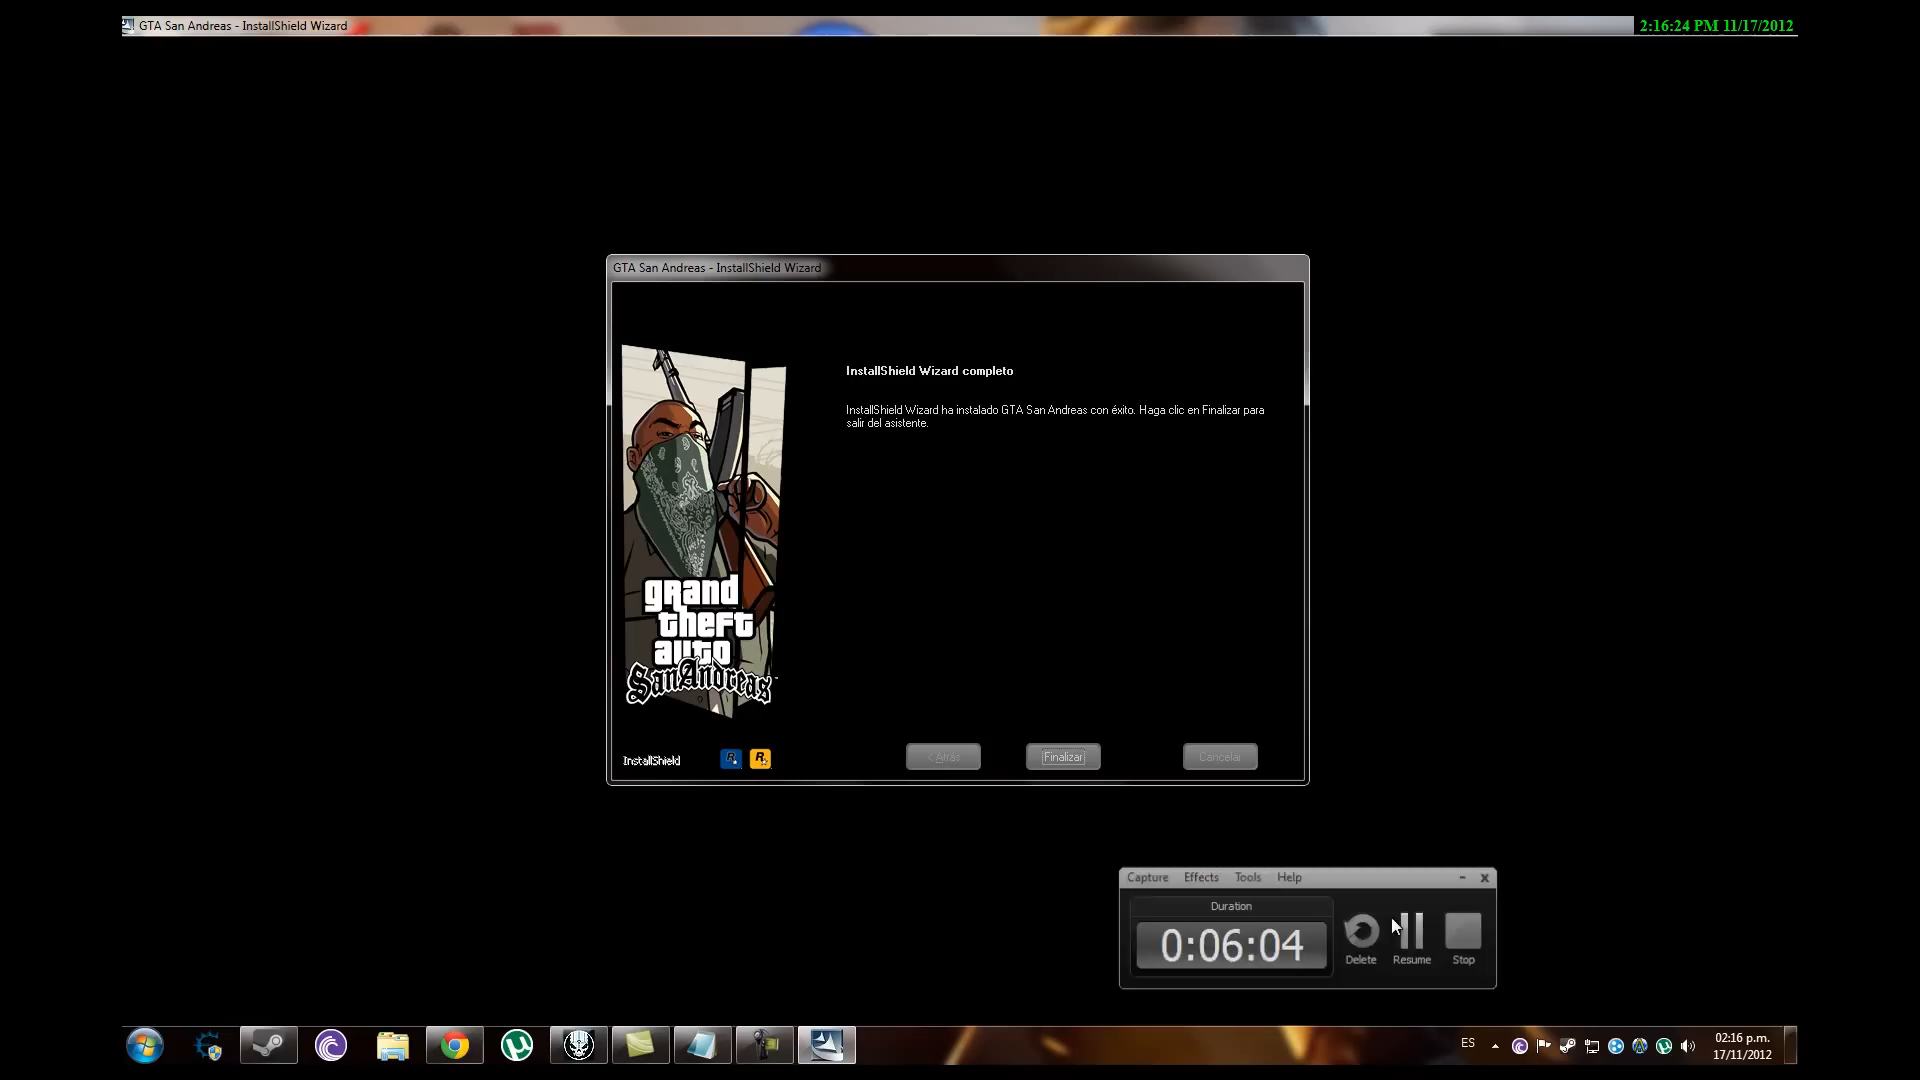 GTA San Andreas - InstallShield Wizard
2:16:24 PM 11/17/2012
GTA San Andreas - InstallShield Wizard
InstallShield Wizard completo
InstallShield Wizard ha instalado GTA San Andreas con éxito. Haga clic en Finalizar para
salir del asistente.
grand
theft
auto
San Andreas
InstallShield
< Atrás
Finalizar
Cancelar
Capture Effects Tools Help
Duration
0:06:04
Delete Resume Stop
ES
02:16 p.m.
17/11/2012